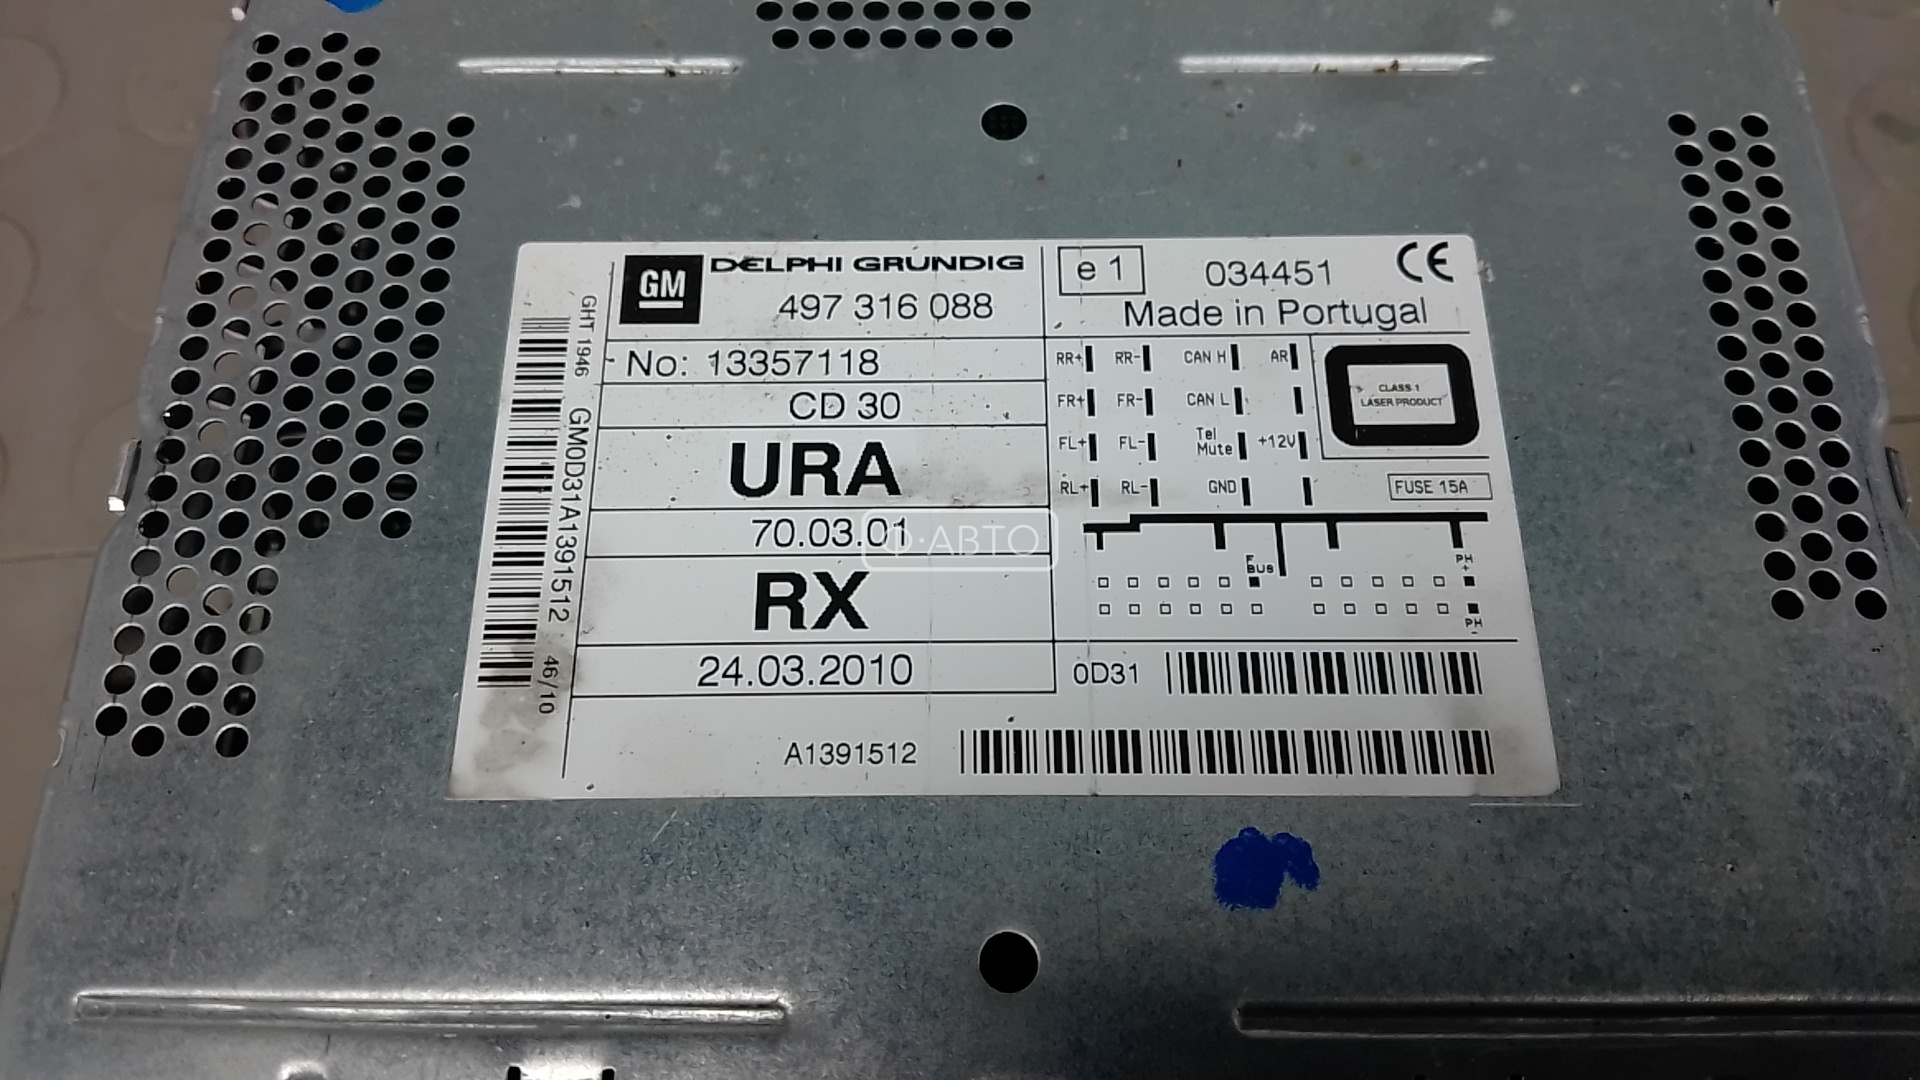 GM DELPHI GRUNDIG
497 316 088
No: 13357118
CD 30
URA
70.03.01
RX
24.03.2010
A1391512
e 1 034451 CE
Made in Portugal
RR+ RR- CAN H AR
FR+ FR- CAN L
FL+ FL- Tel Mute +12V
RL+ RL- GND
CLASS 1
LASER PRODUCT
FUSE 15A
F BUS
PH +
PH -
0D31
GHT 1946 GM0D31A1391512 46/10
Ф·АВТО